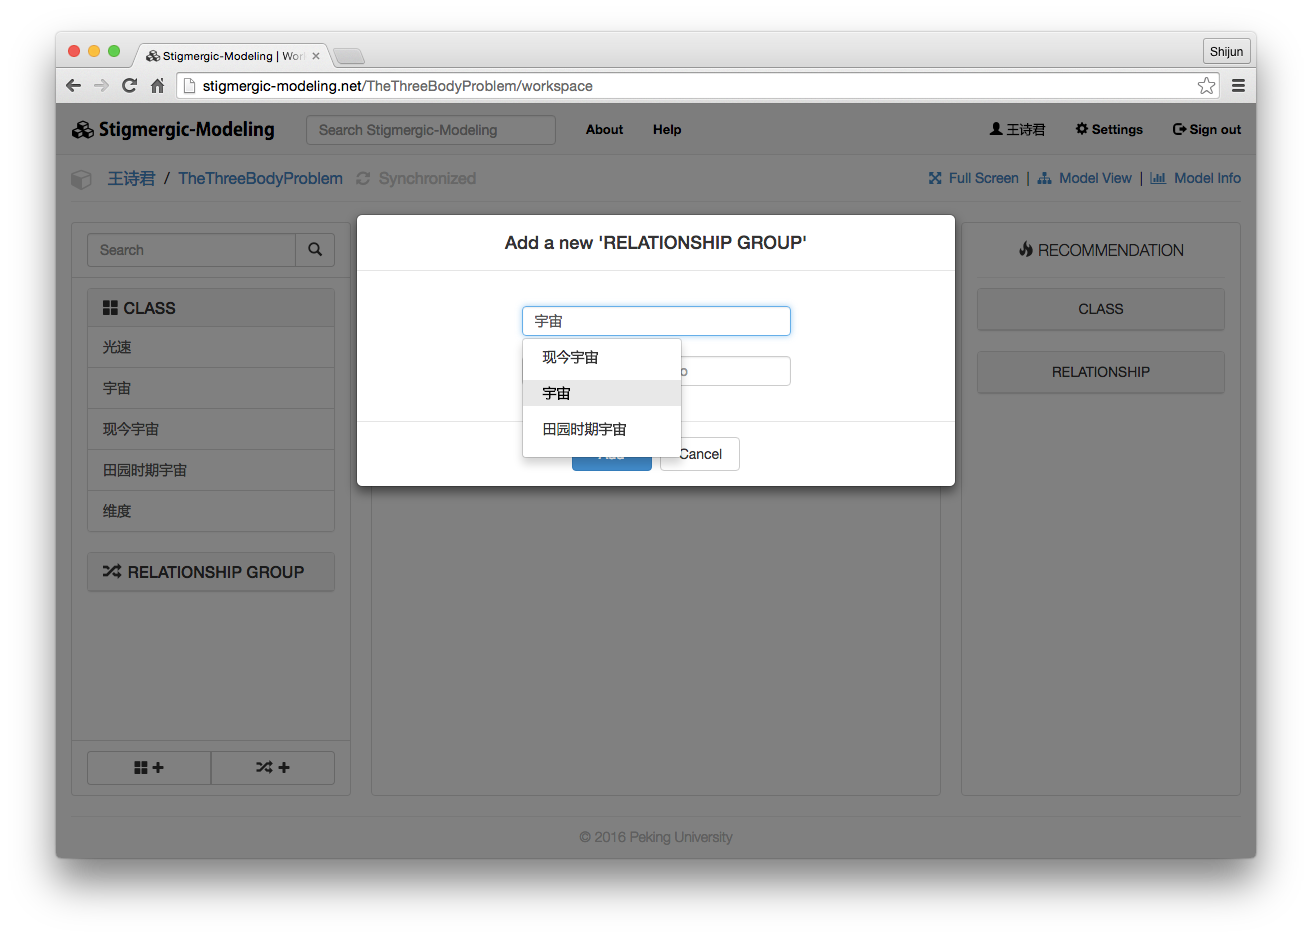 Stigmergic-Modeling | Wor
Shijun
stigmergic-modeling.net/TheThreeBodyProblem/workspace
Stigmergic-Modeling
Search Stigmergic-Modeling
About
Help
王诗君
Settings
Sign out
王诗君 / TheThreeBodyProblem
Synchronized
Full Screen | Model View | Model Info
Search
CLASS
光速
宇宙
现今宇宙
田园时期宇宙
维度
RELATIONSHIP GROUP
Add a new 'RELATIONSHIP GROUP'
宇宙
现今宇宙
宇宙
田园时期宇宙
Add
Cancel
RECOMMENDATION
CLASS
RELATIONSHIP
© 2016 Peking University